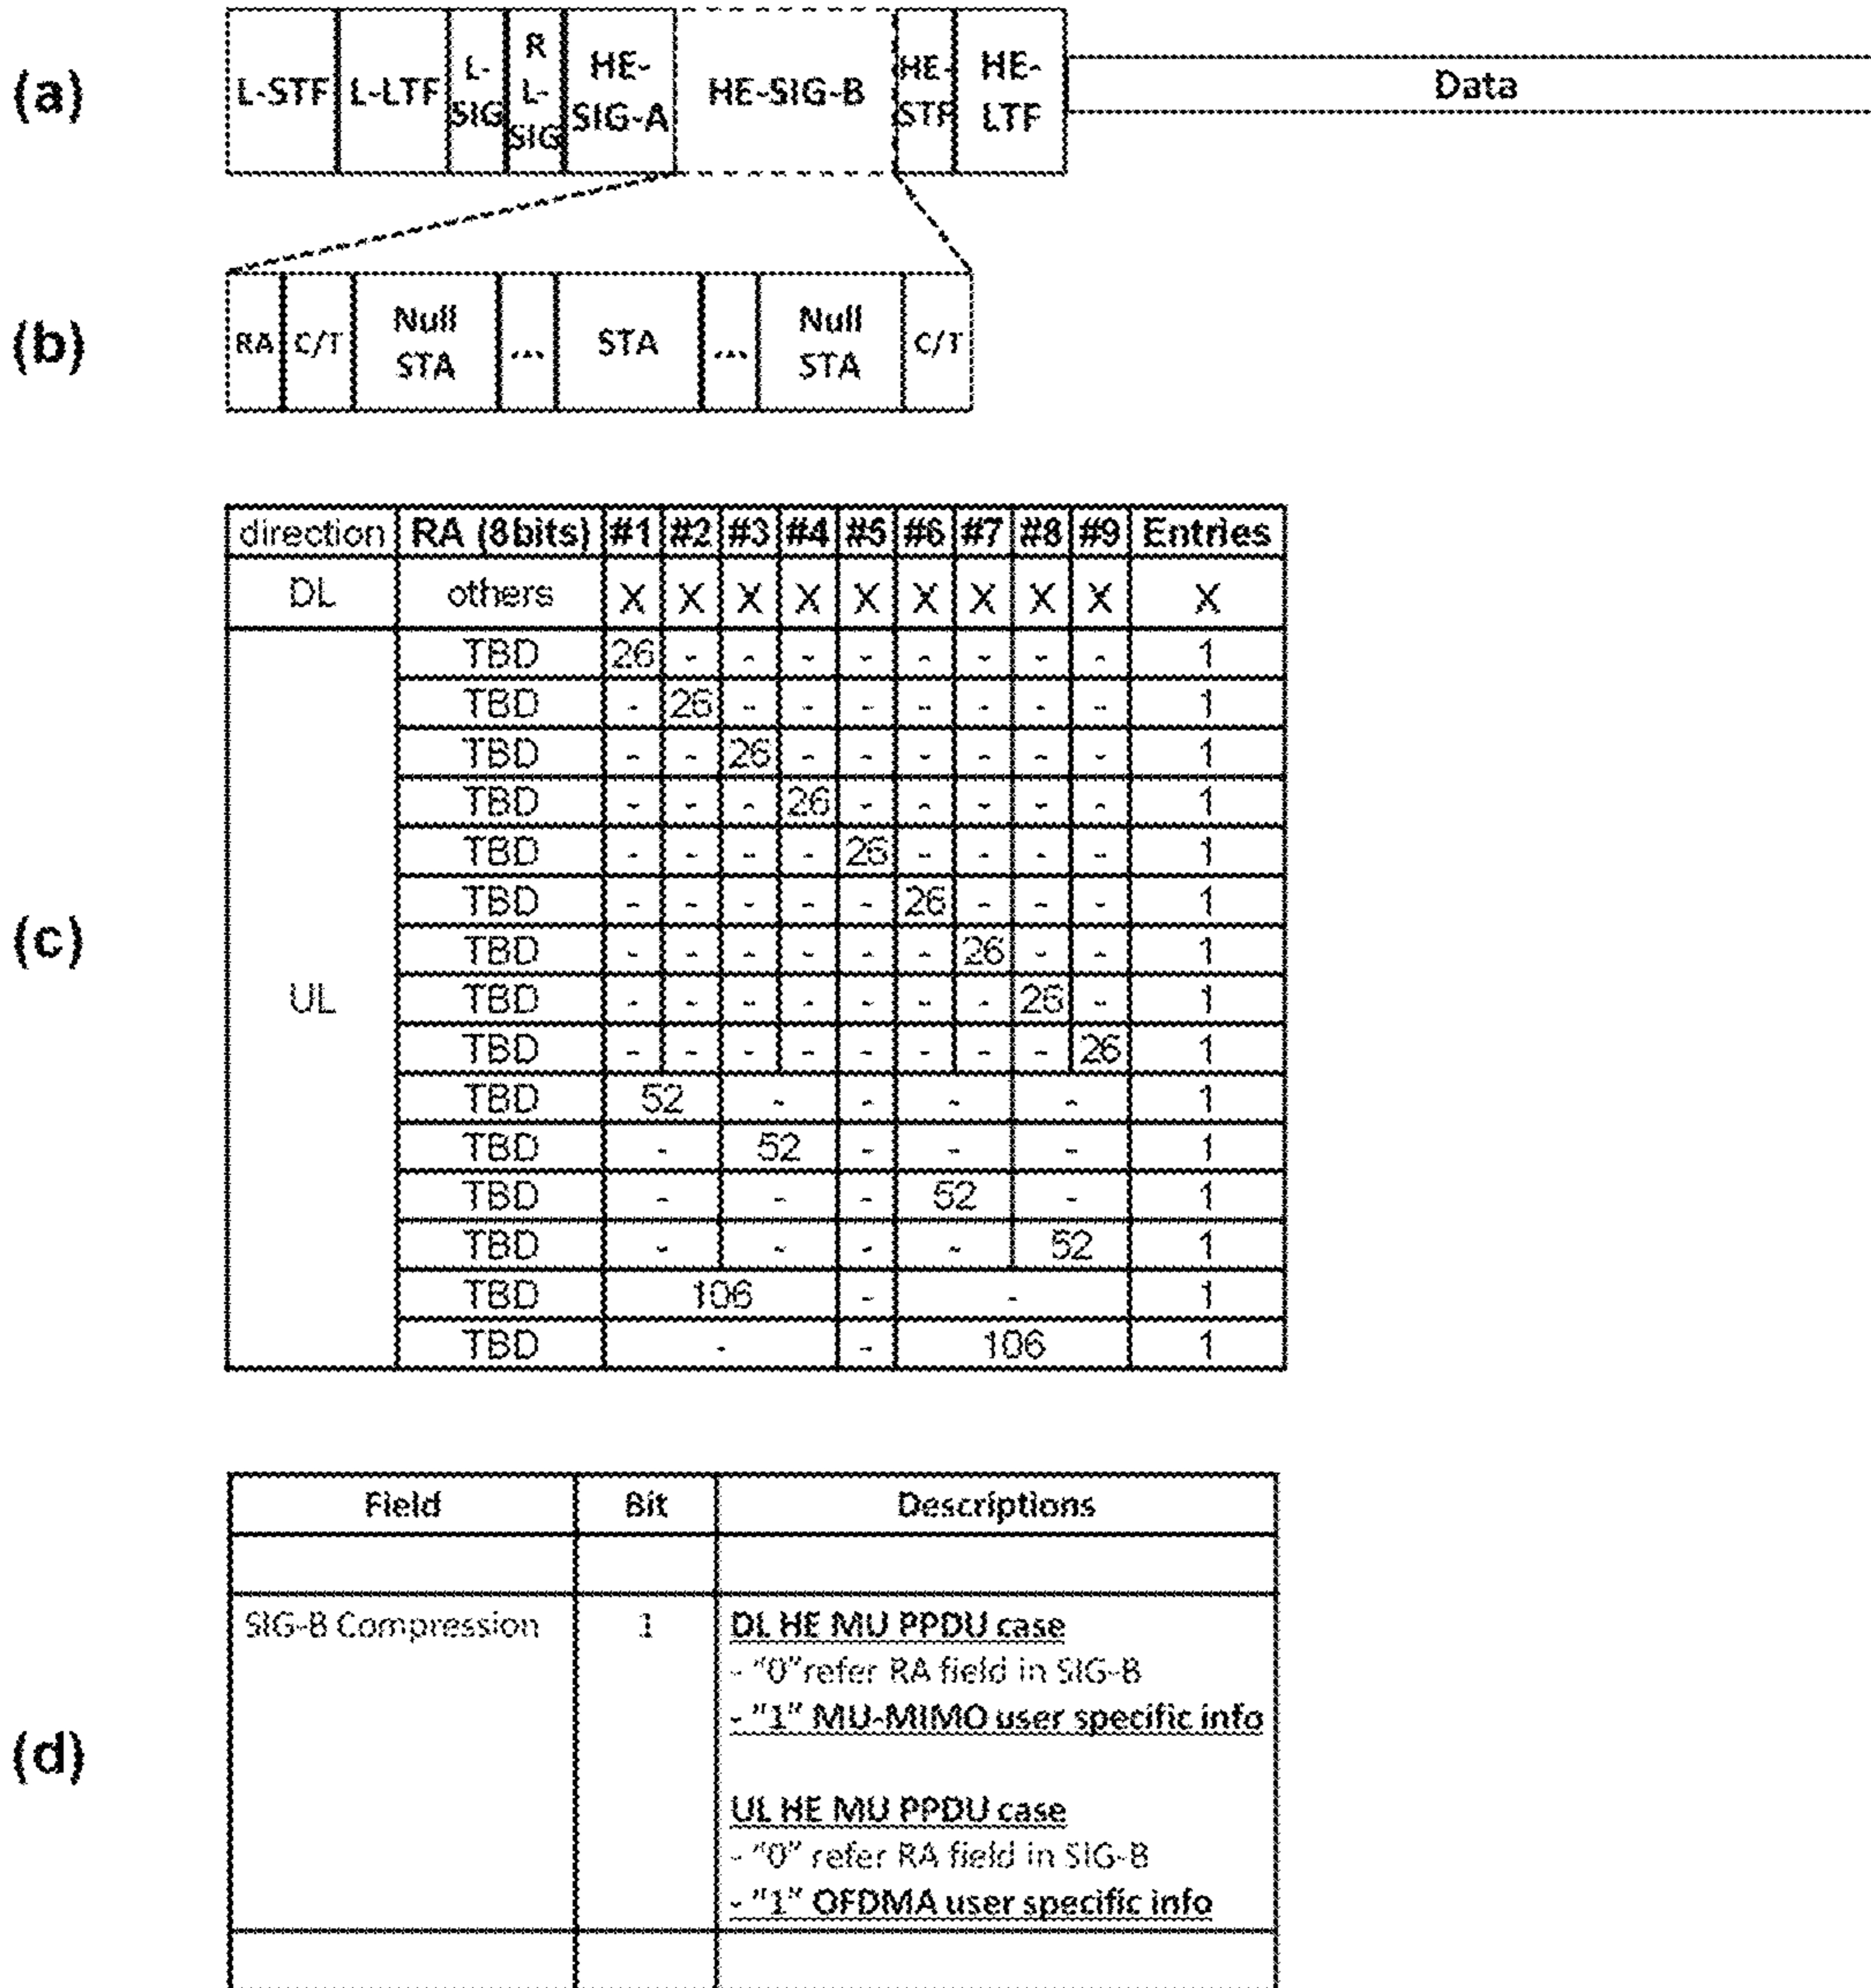 (a)
L-STF L-LTF L-SIG R L-SIG HE-SIG-A HE-SIG-B HE-STF HE-LTF Data
(b)
RA C/T Null STA ... STA ... Null STA C/T
(c)
direction RA (8bits) #1 #2 #3 #4 #5 #6 #7 #8 #9 Entries
DL others X X X X X X X X X X
UL
TBD 26 - - - - - - - - 1
TBD - 26 - - - - - - - 1
TBD - - 26 - - - - - - 1
TBD - - - 26 - - - - - 1
TBD - - - - 26 - - - - 1
TBD - - - - - 26 - - - 1
TBD - - - - - - 26 - - 1
TBD - - - - - - - 26 - 1
TBD - - - - - - - - 26 1
TBD 52 - - - - 1
TBD - 52 - - - 1
TBD - - - 52 - 1
TBD - - - - 52 1
TBD 106 - - 1
TBD - - 106 1
(d)
Field Bit Descriptions
SIG-B Compression 1 DL HE MU PPDU case
- "0"refer RA field in SIG-B
- "1" MU-MIMO user specific info
UL HE MU PPDU case
- "0" refer RA field in SIG-B
- "1" OFDMA user specific info